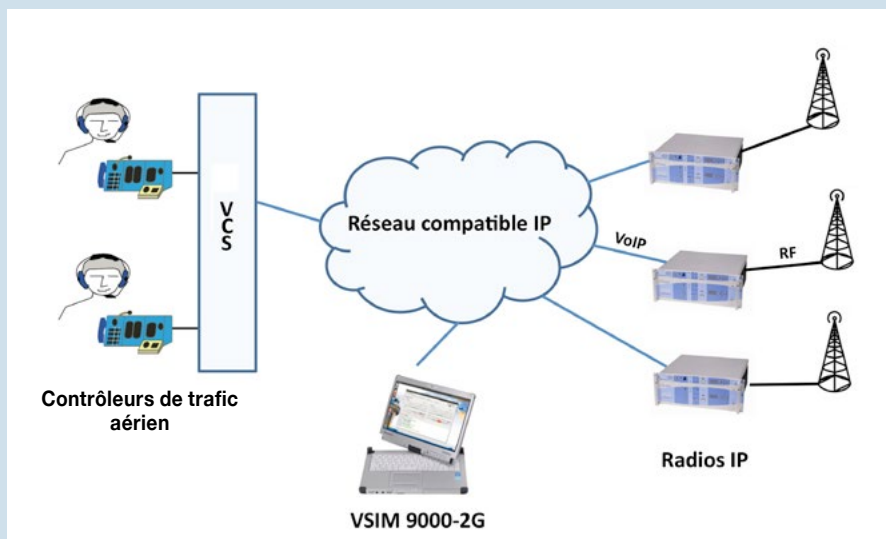 VCS
Réseau compatible IP
VoIP
RF
Contrôleurs de trafic
aérien
Radios IP
VSIM 9000-2G